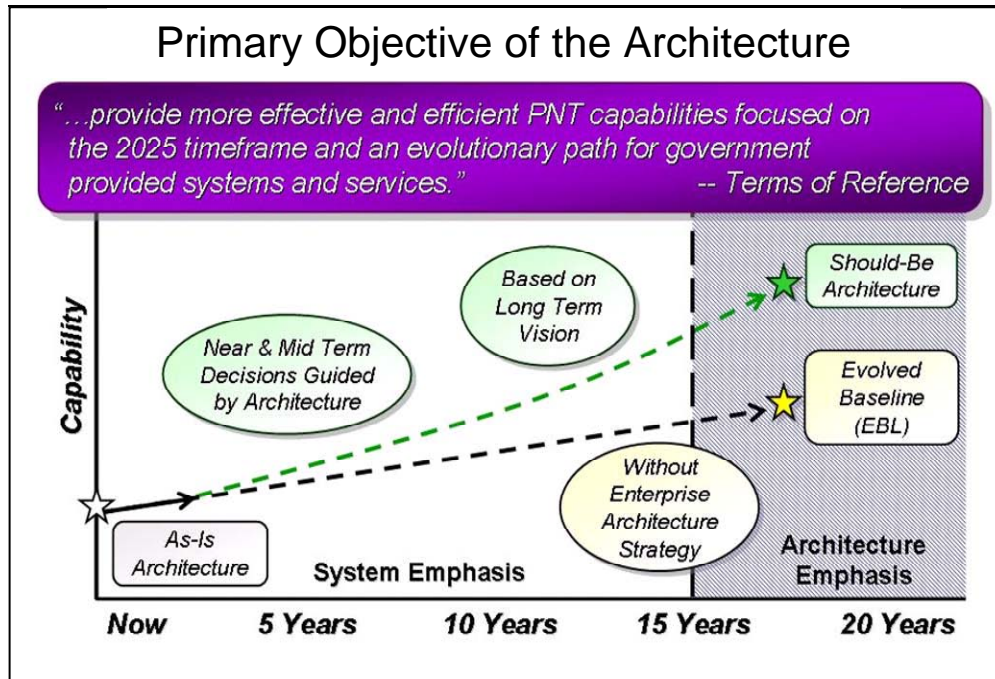 Primary Objective of the Architecture
“…provide more effective and efficient PNT capabilities focused on
the 2025 timeframe and an evolutionary path for government
provided systems and services.” -- Terms of Reference
Capability
Near & Mid Term
Decisions Guided
by Architecture
Based on
Long Term
Vision
Should-Be
Architecture
Evolved
Baseline
(EBL)
Without
Enterprise
Architecture
Strategy
As-Is
Architecture
System Emphasis
Architecture
Emphasis
Now 5 Years 10 Years 15 Years 20 Years